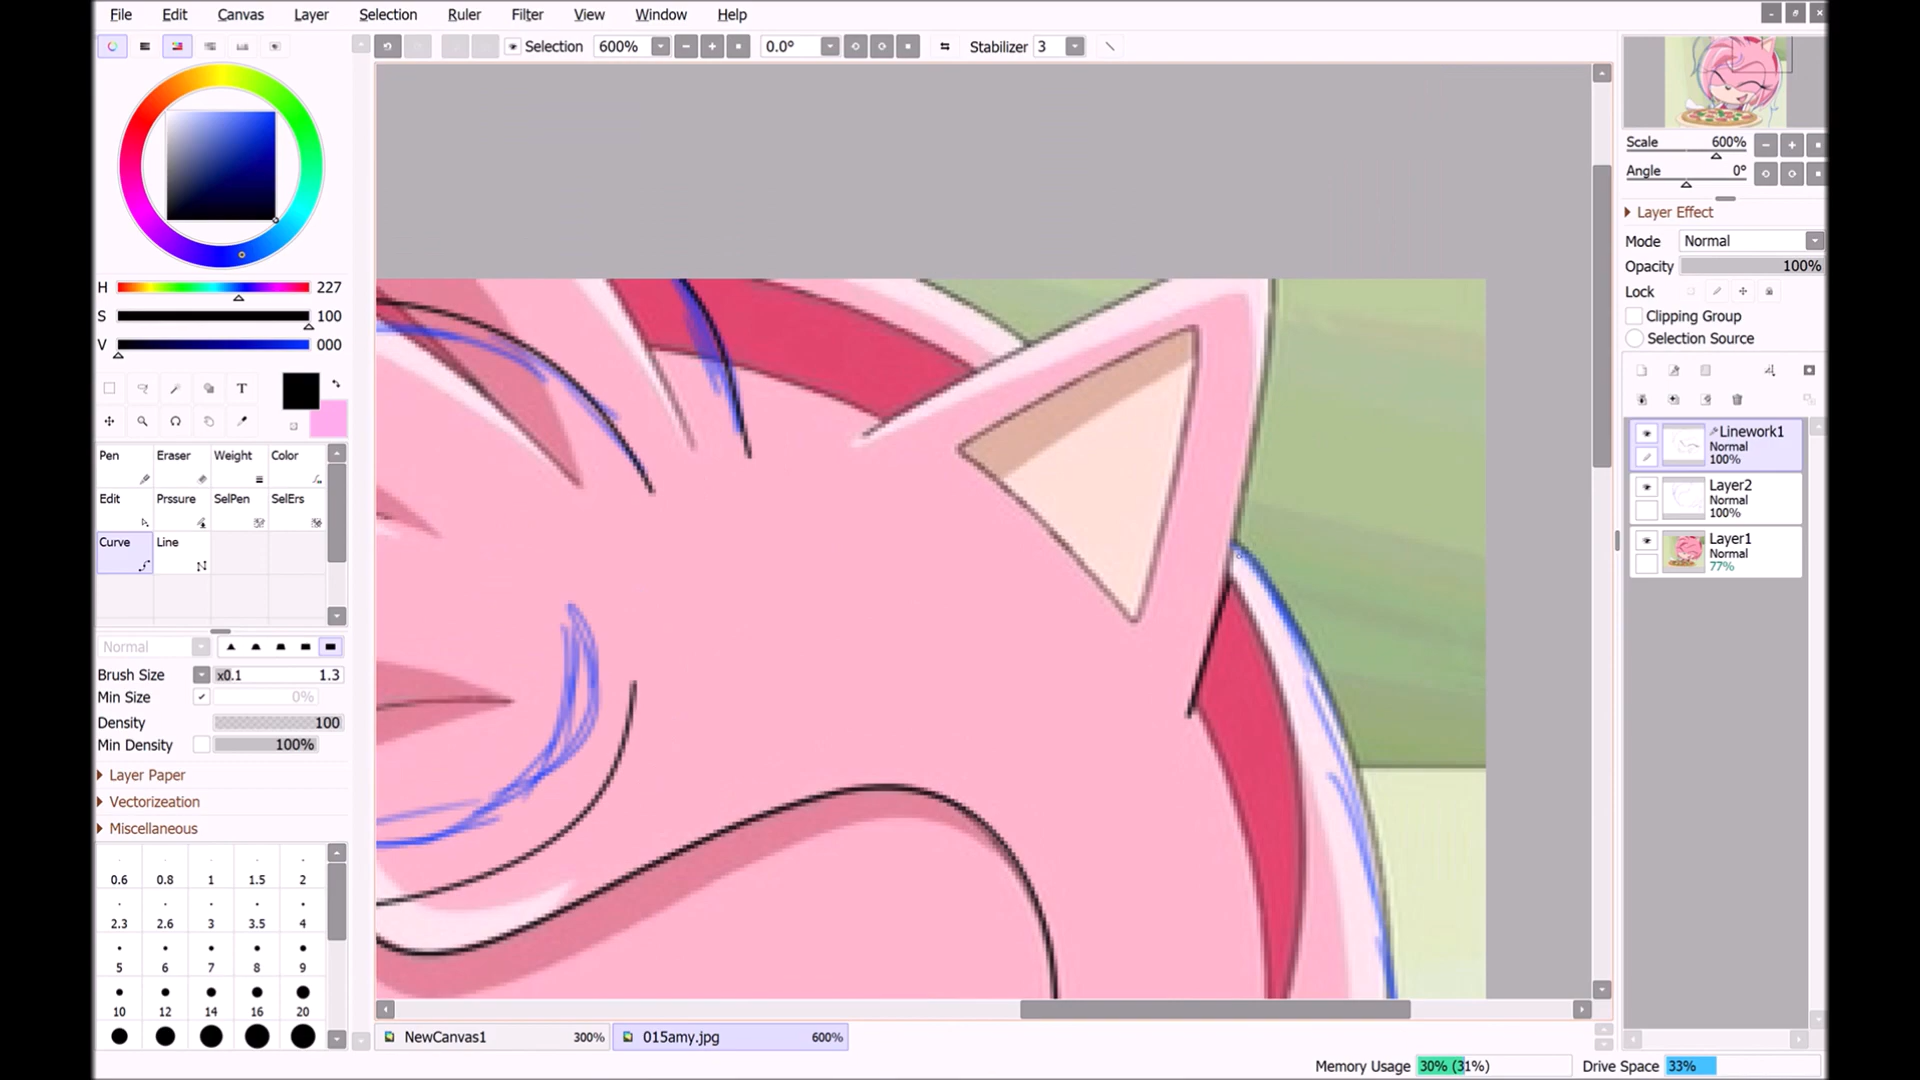 File Edit Canvas Layer Selection Ruler Filter View Window Help
Selection 600% 0.0° Stabilizer 3
H 227
S 100
V 000
T
Pen Eraser Weight Color
Edit Prssure SelPen SelErs
Curve Line
Normal
Brush Size x0.1 1.3
Min Size 0%
Density 100
Min Density 100%
Layer Paper
Vectorizeation
Miscellaneous
0.6 0.8 1 1.5 2
2.3 2.6 3 3.5 4
5 6 7 8 9
10 12 14 16 20
NewCanvas1 300% 015amy.jpg 600%
Scale 600%
Angle 0°
Layer Effect
Mode Normal
Opacity 100%
Lock
Clipping Group
Selection Source
Linework1
Normal
100%
Layer2
Normal
100%
Layer1
Normal
77%
Memory Usage 30% (31%) Drive Space 33%